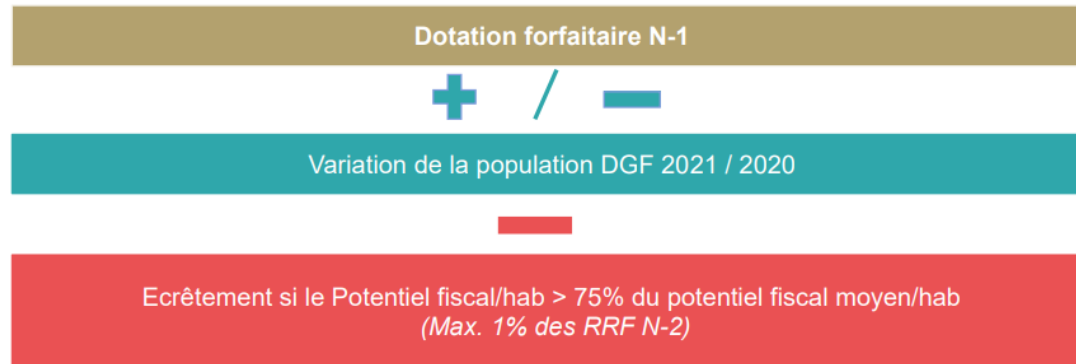 Dotation forfaitaire N-1
+ / -
Variation de la population DGF 2021 / 2020
-
Ecrêtement si le Potentiel fiscal/hab > 75% du potentiel fiscal moyen/hab
(Max. 1% des RRF N-2)